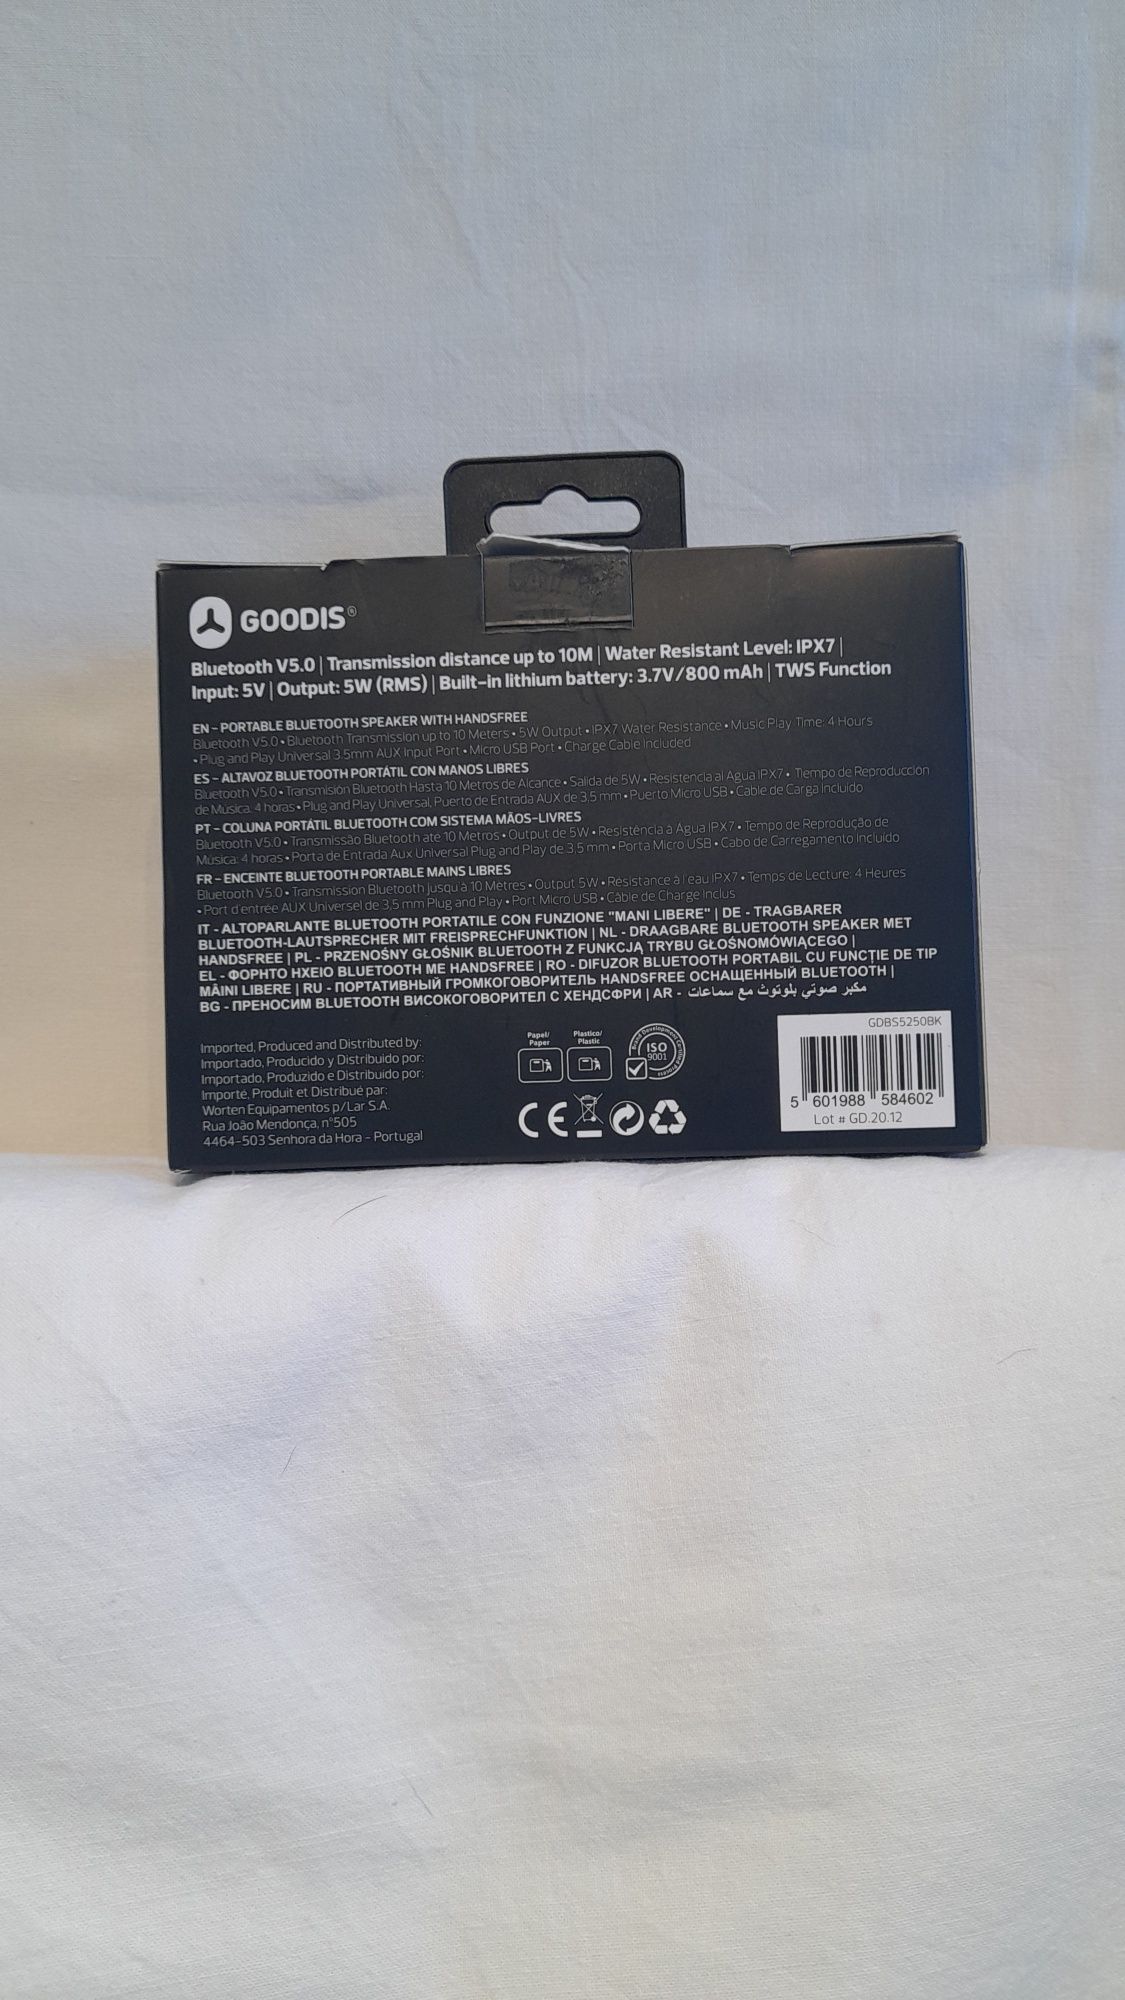 GOODIS®
Bluetooth V5.0 | Transmission distance up to 10M | Water Resistant Level: IPX7 |
Input: 5V | Output: 5W (RMS) | Built-in lithium battery: 3.7V/800 mAh | TWS Function
EN - PORTABLE BLUETOOTH SPEAKER WITH HANDSFREE
Bluetooth V5.0 • Bluetooth Transmission up to 10 Meters • 5W Output • IPX7 Water Resistance • Music Play Time: 4 Hours
• Plug and Play Universal 3.5mm AUX Input Port • Micro USB Port • Charge Cable Included
ES - ALTAVOZ BLUETOOTH PORTÁTIL CON MANOS LIBRES
Bluetooth V5.0 • Transmisión Bluetooth Hasta 10 Metros de Alcance • Salida de 5W • Resistencia al Agua IPX7 • Tiempo de Reproducción
de Música: 4 horas • Plug and Play Universal, Puerto de Entrada AUX de 3,5 mm • Puerto Micro USB • Cable de Carga Incluido
PT - COLUNA PORTÁTIL BLUETOOTH COM SISTEMA MÃOS-LIVRES
Bluetooth V5.0 • Transmissão Bluetooth ate 10 Metros • Output de 5W • Resistência à Água IPX7 • Tempo de Reprodução de
Música: 4 horas • Porta de Entrada Aux Universal Plug and Play de 3.5 mm • Porta Micro USB • Cabo de Carregamento Incluído
FR - ENCEINTE BLUETOOTH PORTABLE MAINS LIBRES
Bluetooth V5.0 • Transmission Bluetooth jusqu'à 10 Mètres • Output 5W • Résistance à l'eau IPX7 • Temps de Lecture: 4 Heures
• Port d'entrée AUX Universel de 3,5 mm Plug and Play • Port Micro USB • Câble de Charge Inclus
IT - ALTOPARLANTE BLUETOOTH PORTATILE CON FUNZIONE "MANI LIBERE" | DE - TRAGBARER
BLUETOOTH-LAUTSPRECHER MIT FREISPRECHFUNKTION | NL - DRAAGBARE BLUETOOTH SPEAKER MET
HANDSFREE | PL - PRZENOŚNY GŁOŚNIK BLUETOOTH Z FUNKCJĄ TRYBU GŁOŚNOMÓWIĄCEGO |
EL - ΦΟΡΗΤΟ ΗΧΕΙΟ BLUETOOTH ΜΕ HANDSFREE | RO - DIFUZOR BLUETOOTH PORTABIL CU FUNCȚIE DE TIP
MÂINI LIBERE | RU - ПОРТАТИВНЫЙ ГРОМКОГОВОРИТЕЛЬ HANDSFREE ОСНАЩЕННЫЙ BLUETOOTH |
BG - ПРЕНОСИМ BLUETOOTH ВИСОКОГОВОРИТЕЛ С ХЕНДСФРИ | AR - مكبر صوتي بلوتوث مع سماعات
Imported, Produced and Distributed by:
Importado, Producido y Distribuido por:
Importado, Produzido e Distribuído por:
Importé, Produit et Distribué par:
Worten Equipamentos p/Lar S.A.
Rua João Mendonça, nº505
4464-503 Senhora da Hora - Portugal
Papel/
Paper
Plastico/
Plastic
ISO
9001
CE
GDBS5250BK
5 601988 584602
Lot # GD.20.12